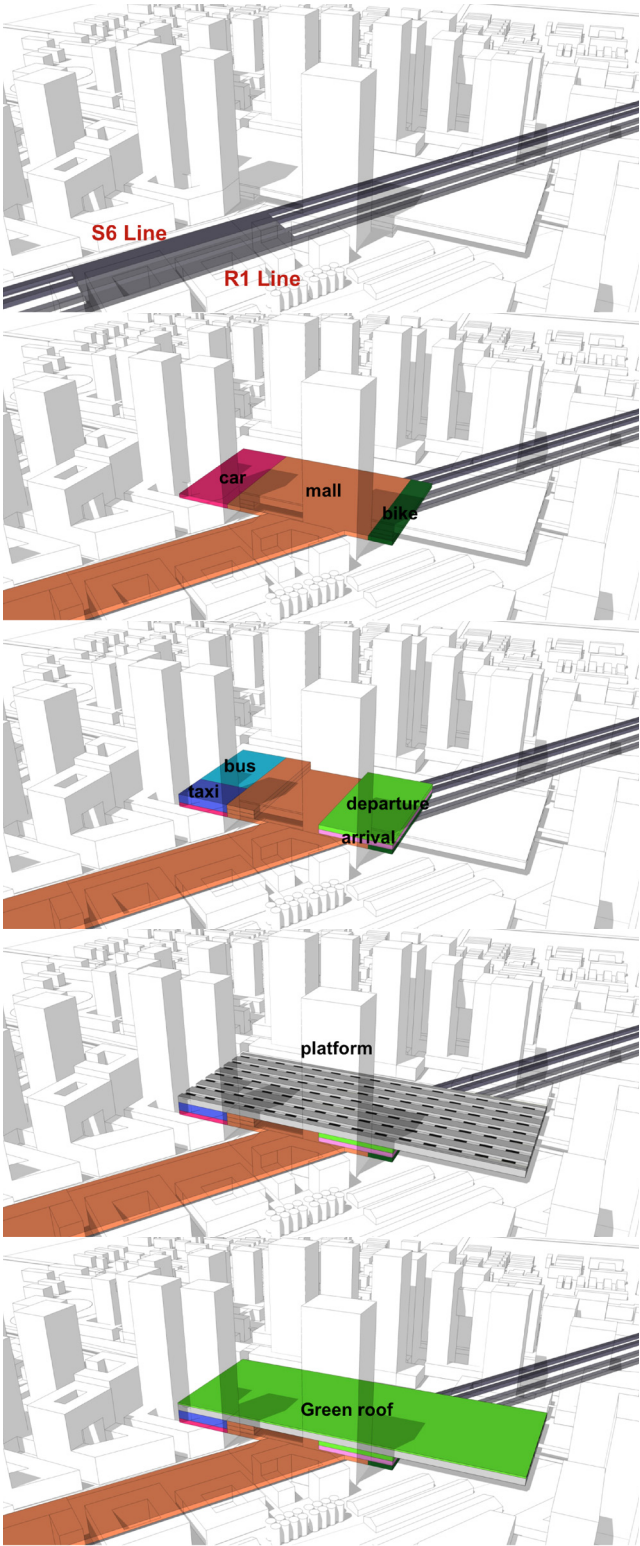 S6 Line
R1 Line
car
mall
bike
bus
taxi
departure
arrival
platform
Green roof